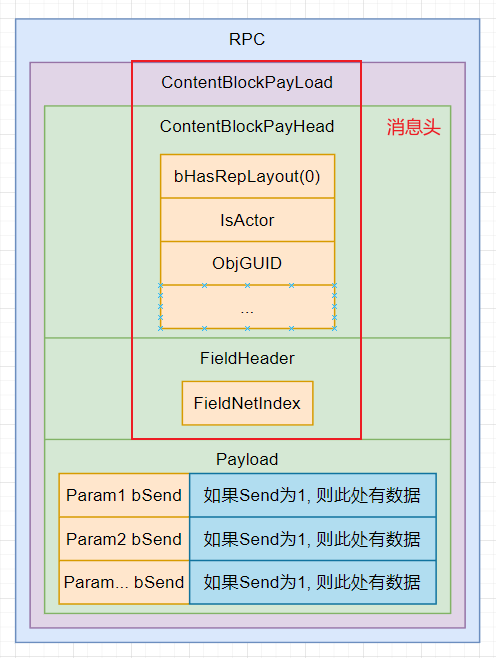 RPC
ContentBlockPayLoad
ContentBlockPayHead
消息头
bHasRepLayout(0)
IsActor
ObjGUID
...
FieldHeader
FieldNetIndex
Payload
Param1 bSend 如果Send为1, 则此处有数据
Param2 bSend 如果Send为1, 则此处有数据
Param... bSend 如果Send为1, 则此处有数据